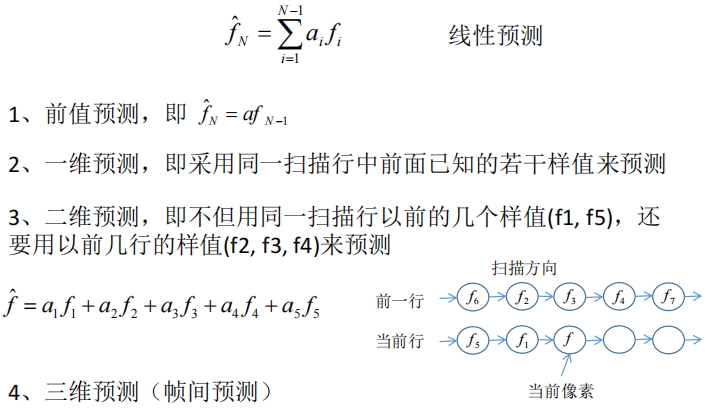 f̂_N = ∑_{i=1}^{N-1} a_i f_i 线性预测
1、前值预测，即 f̂_N = af_{N-1}
2、一维预测，即采用同一扫描行中前面已知的若干样值来预测
3、二维预测，即不但用同一扫描行以前的几个样值(f1, f5)，还
要用以前几行的样值(f2, f3, f4)来预测
f̂ = a_1 f_1 + a_2 f_2 + a_3 f_3 + a_4 f_4 + a_5 f_5
扫描方向
前一行 f_6 f_2 f_3 f_4 f_7
当前行 f_5 f_1 f
当前像素
4、三维预测（帧间预测）